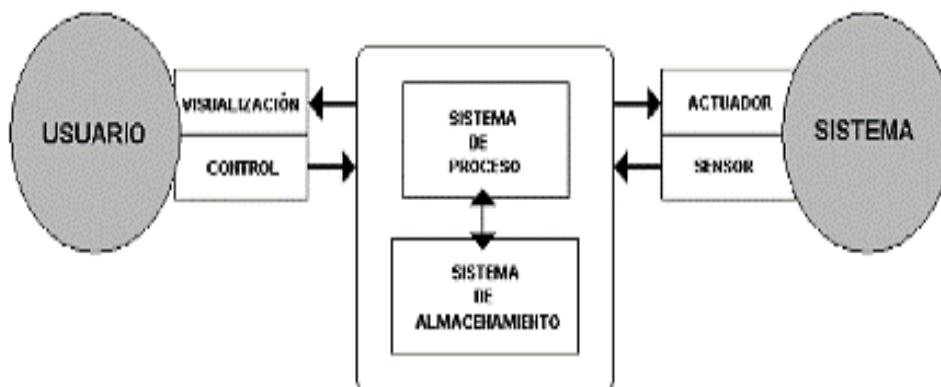 USUARIO
VISUALIZACIÓN
CONTROL
SISTEMA
DE
PROCESO
SISTEMA
DE
ALMACENAMIENTO
ACTUADOR
SENSOR
SISTEMA